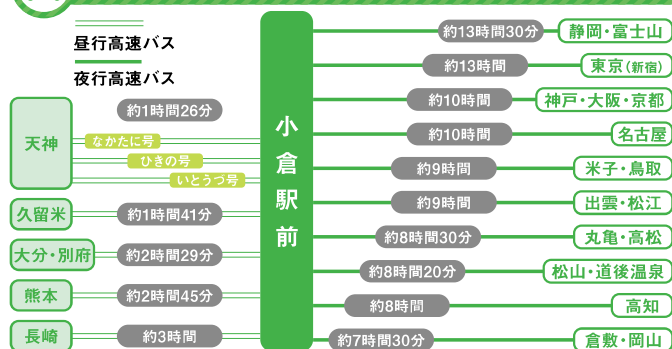 昼行高速バス
夜行高速バス
天神
約1時間26分
なかたに号
ひきの号
いとうづ号
久留米
約1時間41分
大分・別府
約2時間29分
熊本
約2時間45分
長崎
約3時間
小倉駅前
約13時間30分
静岡・富士山
約13時間
東京(新宿)
約10時間
神戸・大阪・京都
約10時間
名古屋
約9時間
米子・鳥取
約9時間
出雲・松江
約8時間30分
丸亀・高松
約8時間20分
松山・道後温泉
約8時間
高知
約7時間30分
倉敷・岡山